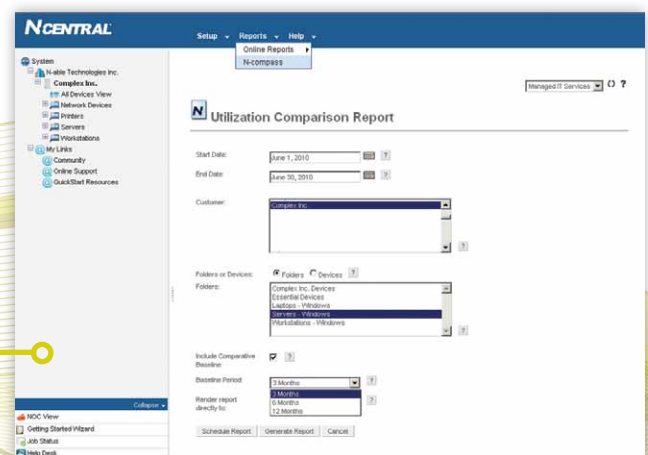 NCENTRAL
Setup Reports Help
Online Reports
N-compass
System
N-able Technologies Inc.
Complex Inc.
All Devices View
Network Devices
Printers
Servers
Workstations
My Links
Community
Online Support
QuickStart Resources
Managed IT Services ?
N Utilization Comparison Report
Start Date: June 1, 2010 ?
End Date: June 30, 2010 ?
Customer: Complex Inc. ?
Folders or Devices: Folders Devices ?
Folders: Complex Inc. Devices
Essential Devices
Laptops - Windows
Servers - Windows
Workstations - Windows ?
Include Comparative Baseline ?
Baseline Period: 3 Months ?
3 Months
6 Months
12 Months
Render report directly to: ?
Schedule Report Generate Report Cancel
Collapse
NOC View
Getting Started Wizard
Job Status
Help Desk